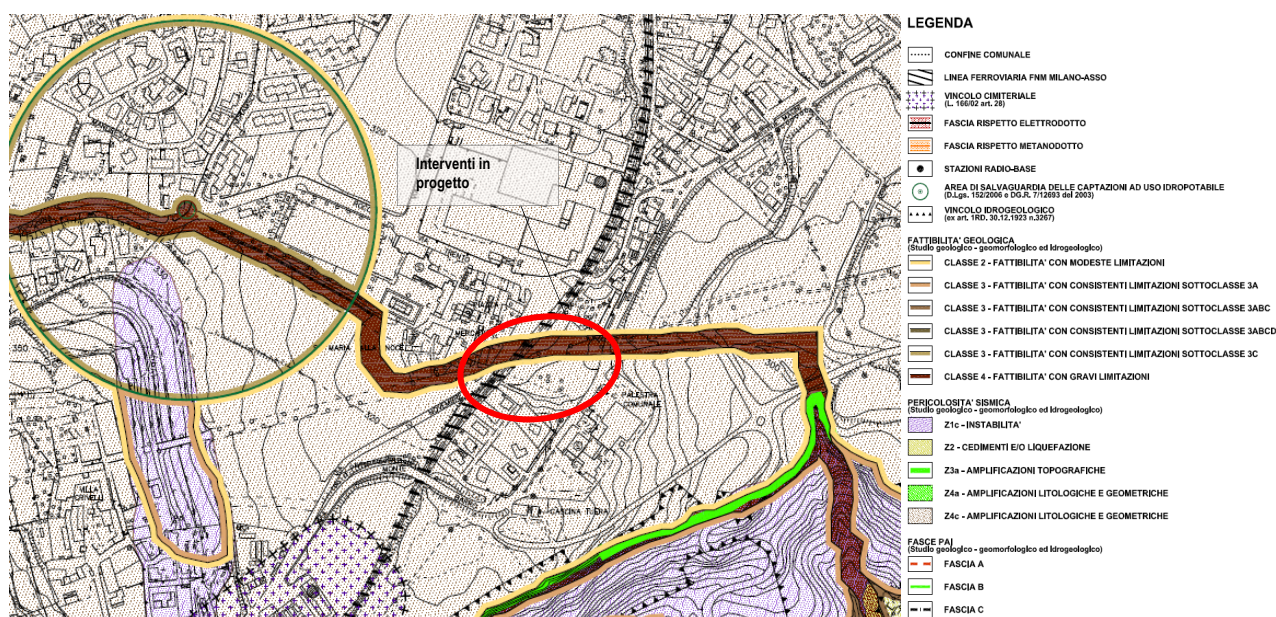 Interventi in
progetto
MARIA NULA NOCE
PALESTRA
COMUNALE
VILLA
CRIVELLI
CASCINA
350
LEGENDA
CONFINE COMUNALE
LINEA FERROVIARIA FNM MILANO-ASSO
VINCOLO CIMITERIALE
(L. 166/02 art. 28)
FASCIA RISPETTO ELETTRODOTTO
FASCIA RISPETTO METANODOTTO
STAZIONI RADIO-BASE
AREA DI SALVAGUARDIA DELLE CAPTAZIONI AD USO IDROPOTABILE
(D.Lgs. 152/2006 e DG.R. 7/12693 del 2003)
VINCOLO IDROGEOLOGICO
(ex art. 1RD. 30.12.1923 n.3267)
FATTIBILITA' GEOLOGICA
(Studio geologico - geomorfologico ed Idrogeologico)
CLASSE 2 - FATTIBILITA' CON MODESTE LIMITAZIONI
CLASSE 3 - FATTIBILITA' CON CONSISTENTI LIMITAZIONI SOTTOCLASSE 3A
CLASSE 3 - FATTIBILITA' CON CONSISTENTI LIMITAZIONI SOTTOCLASSE 3ABC
CLASSE 3 - FATTIBILITA' CON CONSISTENTI LIMITAZIONI SOTTOCLASSE 3ABCD
CLASSE 3 - FATTIBILITA' CON CONSISTENTI LIMITAZIONI SOTTOCLASSE 3C
CLASSE 4 - FATTIBILITA' CON GRAVI LIMITAZIONI
PERICOLOSITA' SISMICA
(Studio geologico - geomorfologico ed Idrogeologico)
Z1c - INSTABILITA'
Z2 - CEDIMENTI E/O LIQUEFAZIONE
Z3a - AMPLIFICAZIONI TOPOGRAFICHE
Z4a - AMPLIFICAZIONI LITOLOGICHE E GEOMETRICHE
Z4c - AMPLIFICAZIONI LITOLOGICHE E GEOMETRICHE
FASCE PAI
(Studio geologico - geomorfologico ed Idrogeologico)
FASCIA A
FASCIA B
FASCIA C